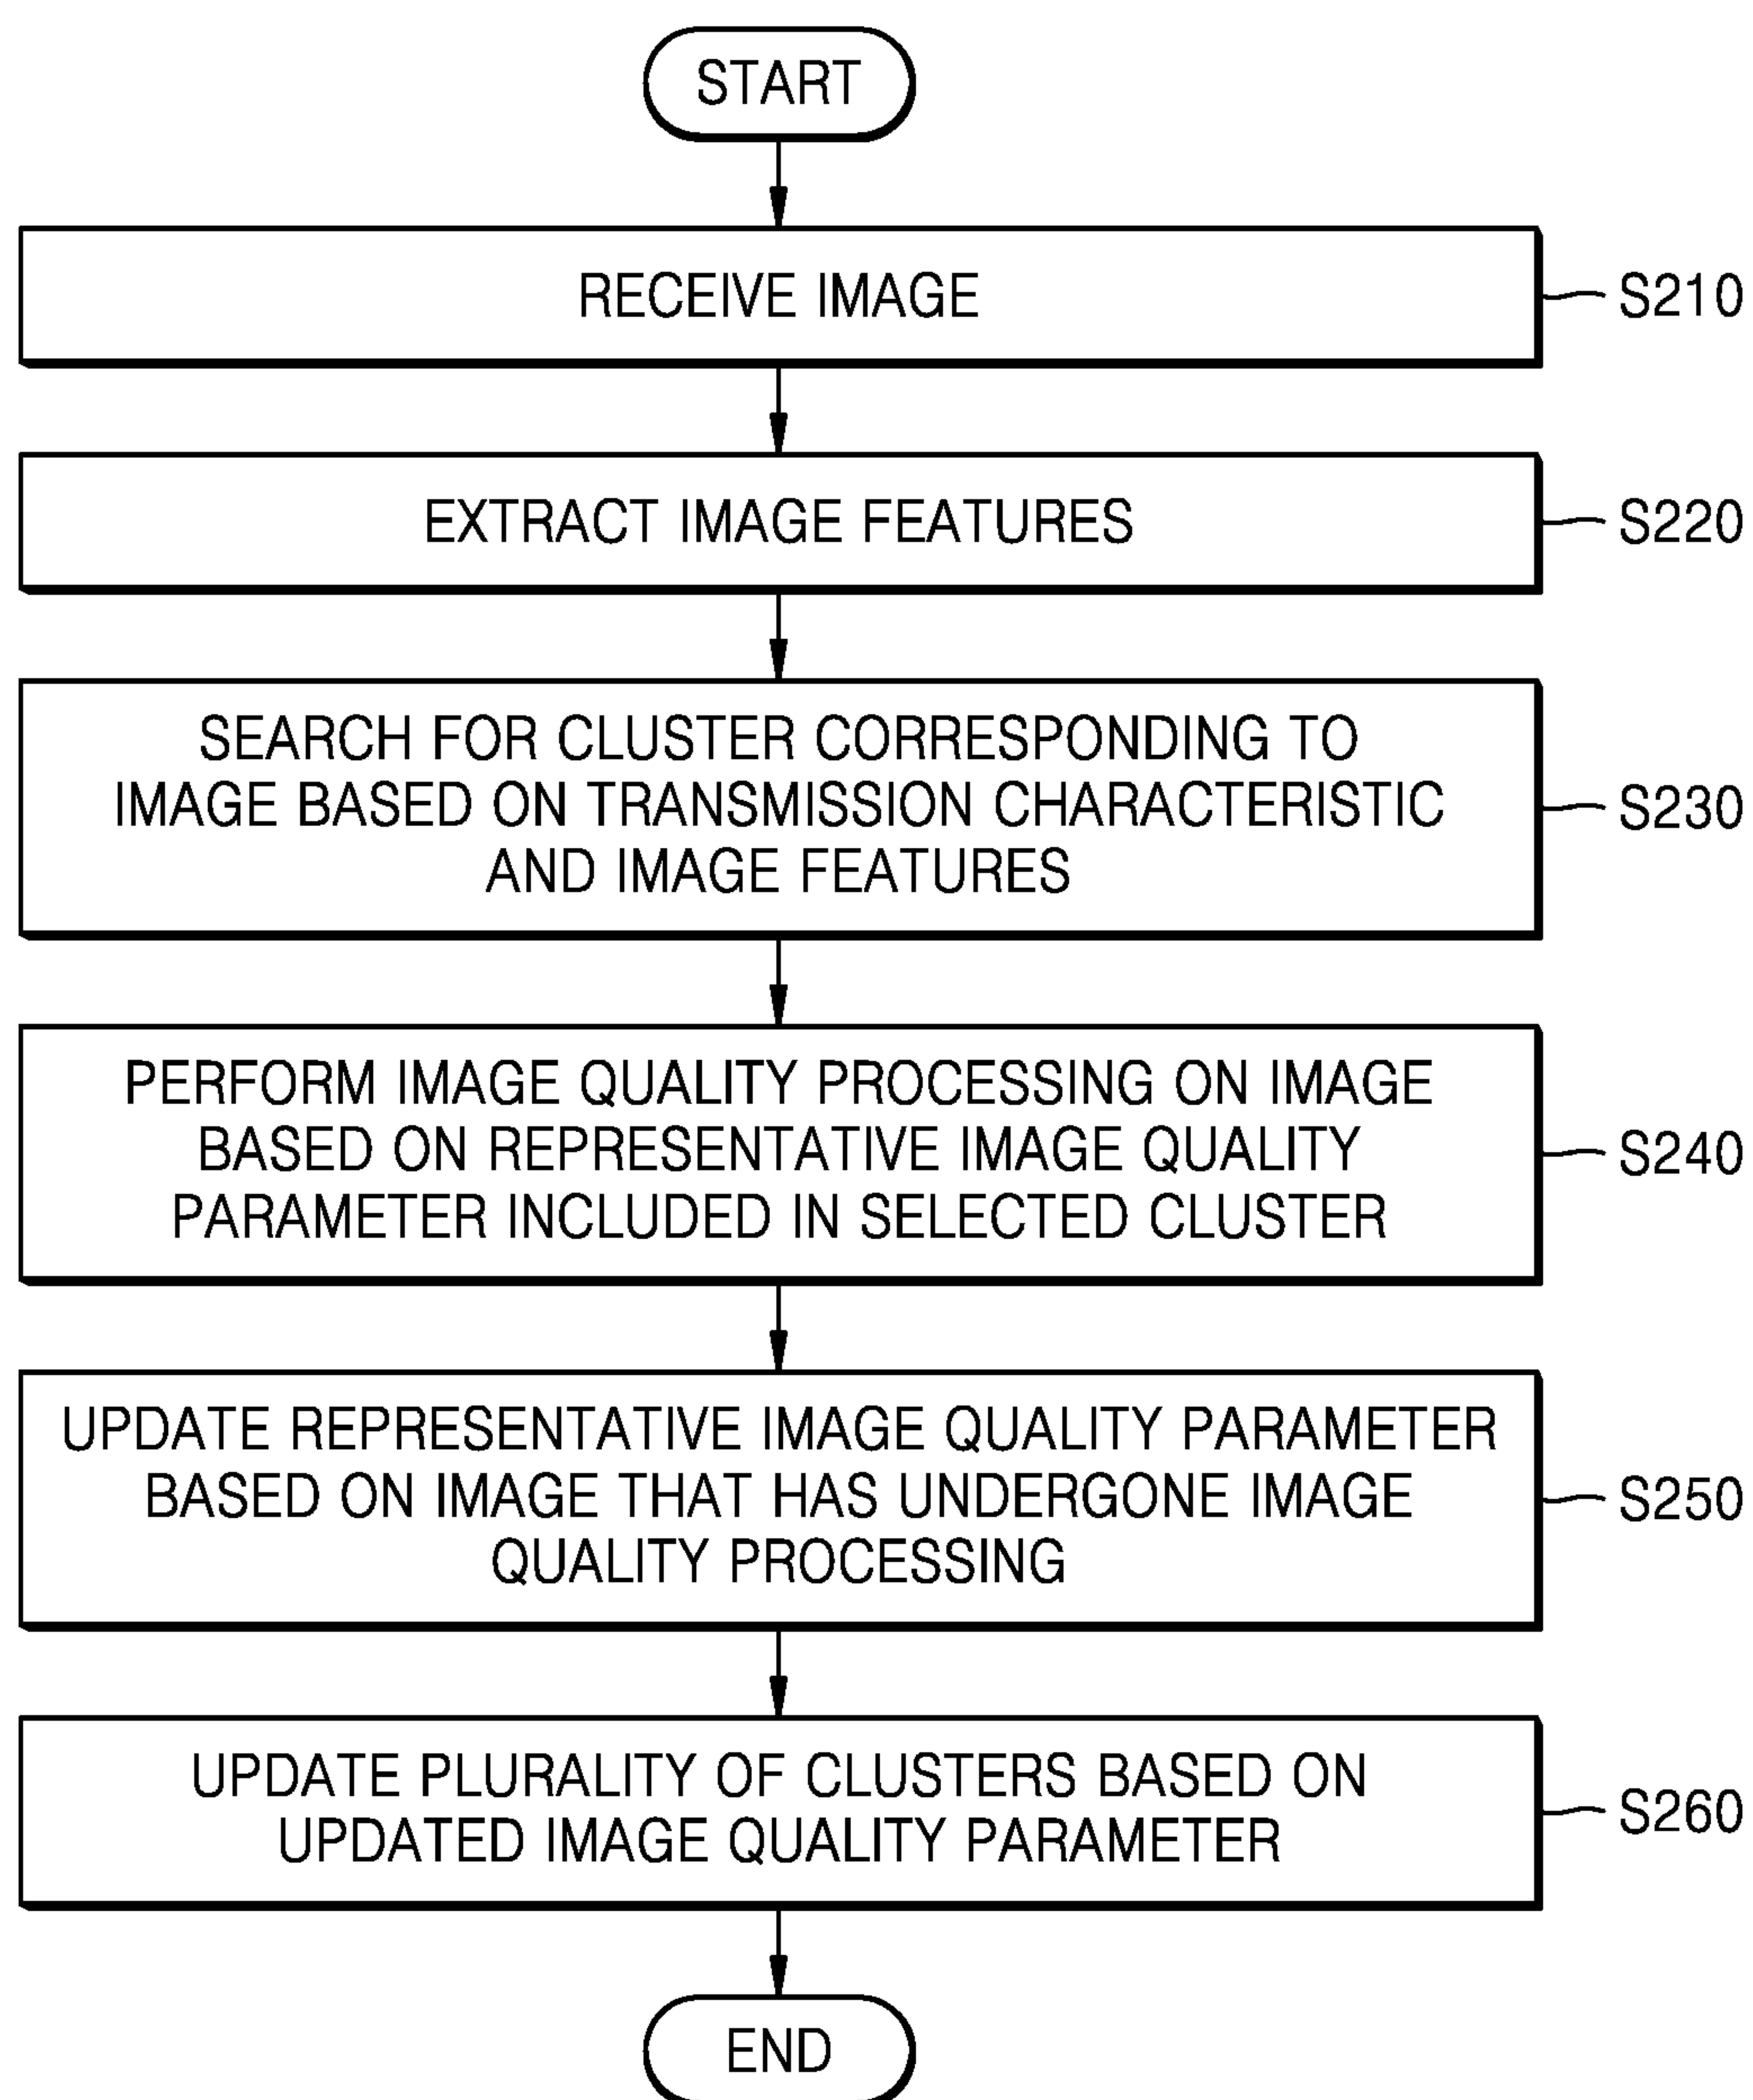 START
RECEIVE IMAGE
S210
EXTRACT IMAGE FEATURES
S220
SEARCH FOR CLUSTER CORRESPONDING TO
IMAGE BASED ON TRANSMISSION CHARACTERISTIC
AND IMAGE FEATURES
S230
PERFORM IMAGE QUALITY PROCESSING ON IMAGE
BASED ON REPRESENTATIVE IMAGE QUALITY
PARAMETER INCLUDED IN SELECTED CLUSTER
S240
UPDATE REPRESENTATIVE IMAGE QUALITY PARAMETER
BASED ON IMAGE THAT HAS UNDERGONE IMAGE
QUALITY PROCESSING
S250
UPDATE PLURALITY OF CLUSTERS BASED ON
UPDATED IMAGE QUALITY PARAMETER
S260
END